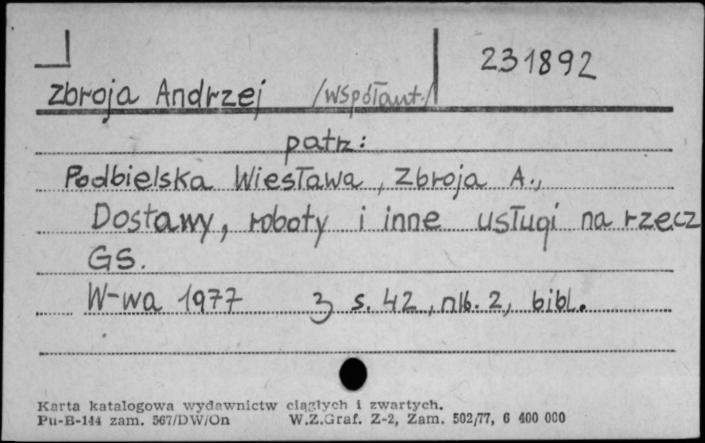 231892
Zbroja Andrzej /współaut./
patrz:
Podbielska Wiesława, Zbroja A.,
Dostawy, roboty i inne usługi na rzecz
GS.
W-wa 1977 s. 42, nlb. 2, bibl.
Karta katalogowa wydawnictw ciągłych i zwartych.
Pu-B-144 zam. 567/DW/On W.Z.Graf. Z-2, Zam. 502/77, 6 400 000